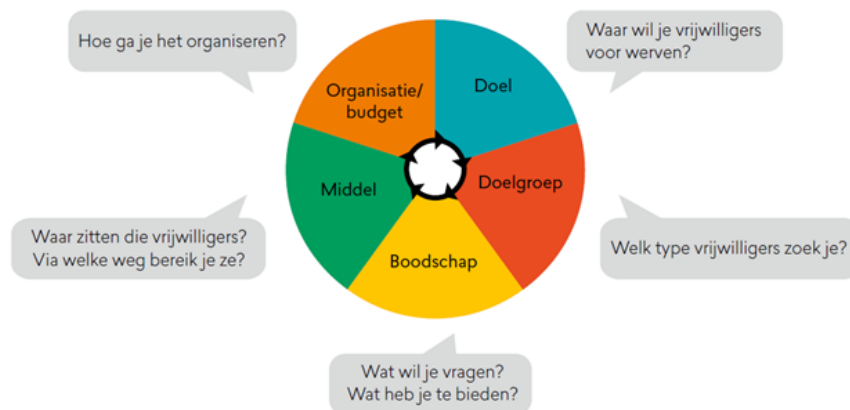 Hoe ga je het organiseren?
Waar wil je vrijwilligers
voor werven?
Organisatie/
budget
Doel
Middel
Doelgroep
Waar zitten die vrijwilligers?
Via welke weg bereik je ze?
Welk type vrijwilligers zoek je?
Boodschap
Wat wil je vragen?
Wat heb je te bieden?